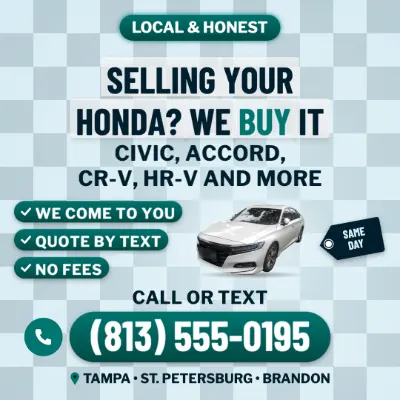 LOCAL & HONEST
SELLING YOUR
HONDA? WE BUY IT
CIVIC, ACCORD,
CR-V, HR-V AND MORE
✓ WE COME TO YOU
✓ QUOTE BY TEXT
✓ NO FEES
SAME
DAY
CALL OR TEXT
(813) 555-0195
TAMPA • ST. PETERSBURG • BRANDON